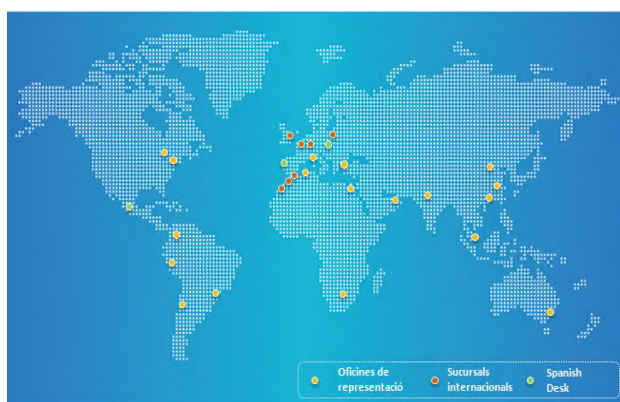 Oficines de
representació
Sucursals
internacionals
Spanish
Desk